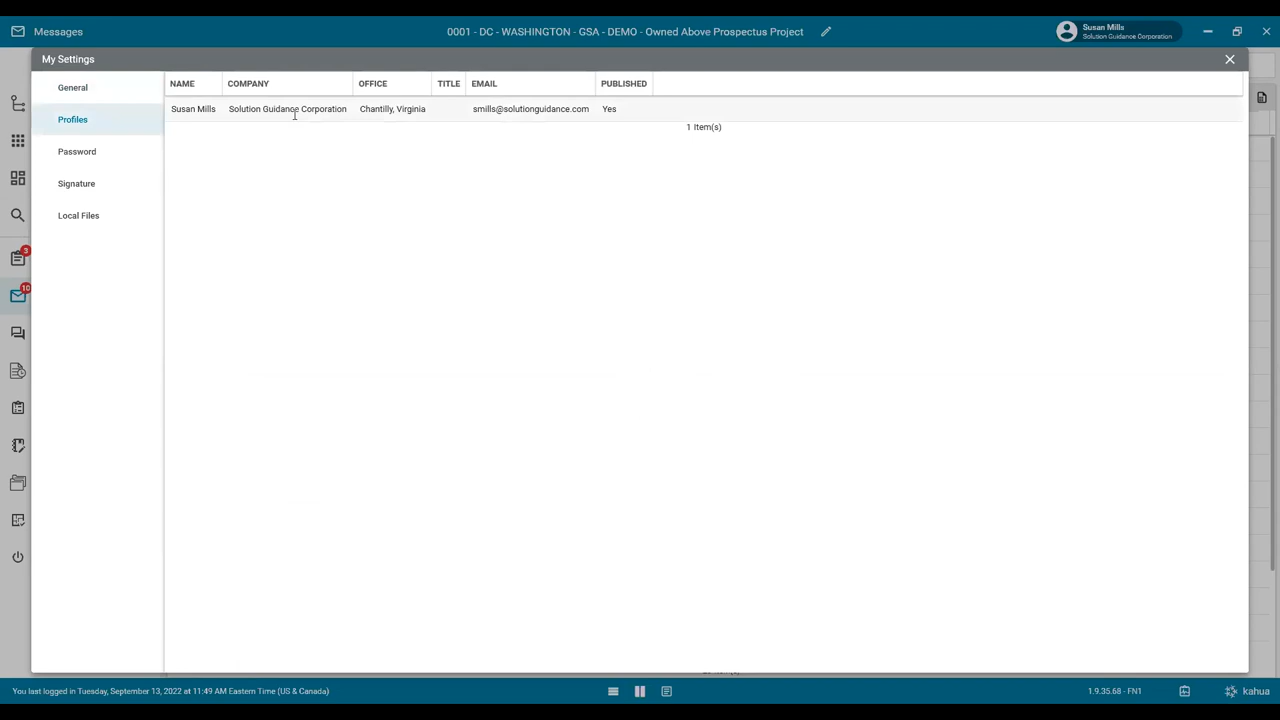 Messages
0001 - DC - WASHINGTON - GSA - DEMO - Owned Above Prospectus Project
Susan Mills
Solution Guidance Corporation
My Settings
General
Profiles
Password
Signature
Local Files
NAME COMPANY OFFICE TITLE EMAIL PUBLISHED
Susan Mills Solution Guidance Corporation Chantilly, Virginia smills@solutionguidance.com Yes
1 Item(s)
3
10
You last logged in Tuesday, September 13, 2022 at 11:49 AM Eastern Time (US & Canada)
1.9.35.68 - FN1
kahua